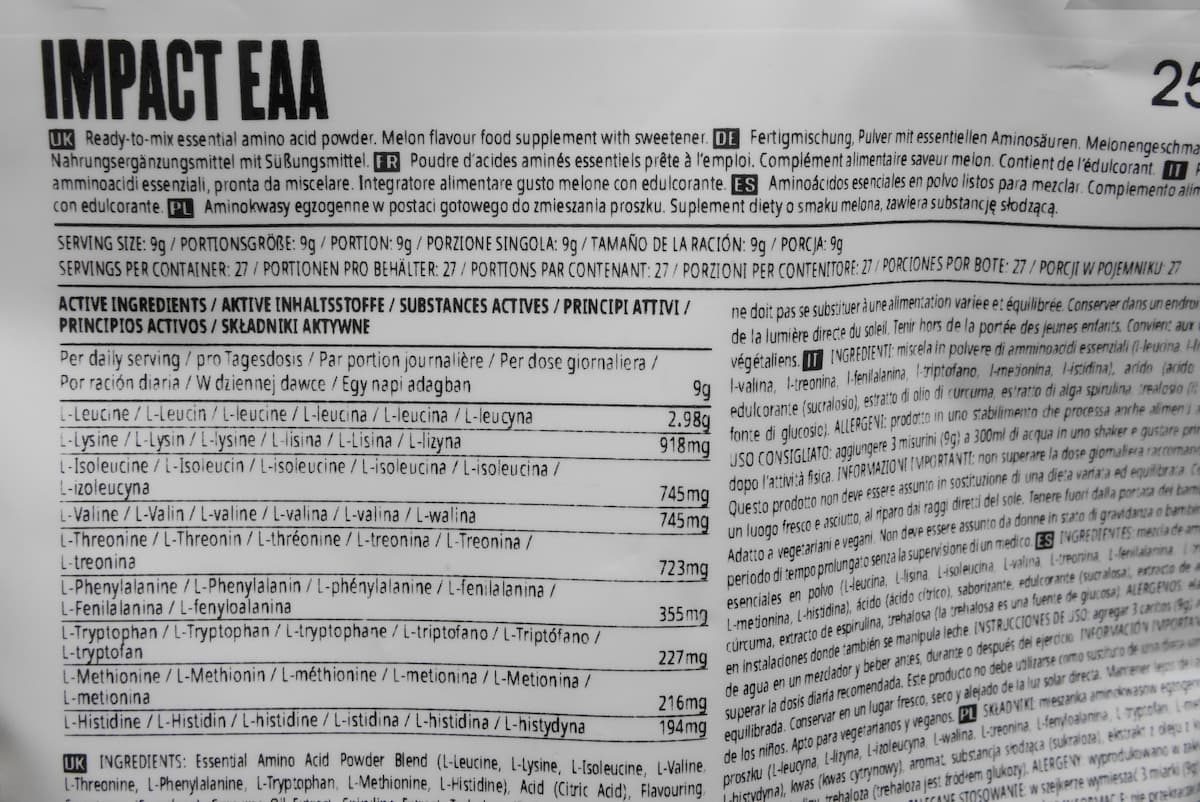 IMPACT EAA
25
UK Ready-to-mix essential amino acid powder. Melon flavour food supplement with sweetener. DE Fertigmischung, Pulver mit essentiellen Aminosäuren. Melonengeschma
Nahrungsergänzungsmittel mit Süßungsmittel. FR Poudre d'acides aminés essentiels prête à l'emploi. Complément alimentaire saveur melon. Contient de l'édulcorant. IT
amminoacidi essenziali, pronta da miscelare. Integratore alimentare gusto melone con edulcorante. ES Aminoácidos esenciales en polvo listos para mezclar. Complemento alim
con edulcorante. PL Aminokwasy egzogenne w postaci gotowego do zmieszania proszku. Suplement diety o smaku melona, zawiera substancję słodzącą.
SERVING SIZE: 9g / PORTIONSGRÖßE: 9g / PORTION: 9g / PORZIONE SINGOLA: 9g / TAMAÑO DE LA RACIÓN: 9g / PORCJA: 9g
SERVINGS PER CONTAINER: 27 / PORTIONEN PRO BEHÄLTER: 27 / PORTIONS PAR CONTENANT: 27 / PORZIONI PER CONTENITORE: 27 / PORCIONES POR BOTE: 27 / PORCJI W POJEMNIKU: 27
ACTIVE INGREDIENTS / AKTIVE INHALTSSTOFFE / SUBSTANCES ACTIVES / PRINCIPI ATTIVI /
PRINCIPIOS ACTIVOS / SKŁADNIKI AKTYWNE
Per daily serving / pro Tagesdosis / Par portion journalière / Per dose giornaliera /
Por ración diaria / W dziennej dawce / Egy napi adagban 9g
L-Leucine / L-Leucin / L-leucine / L-leucina / L-leucina / L-leucyna 2.98g
L-Lysine / L-Lysin / L-lysine / L-lisina / L-Lisina / L-lizyna 918mg
L-Isoleucine / L-Isoleucin / L-isoleucine / L-isoleucina / L-isoleucina /
L-izoleucyna 745mg
L-Valine / L-Valin / L-valine / L-valina / L-valina / L-walina 745mg
L-Threonine / L-Threonin / L-thréonine / L-treonina / L-Treonina /
L-treonina 723mg
L-Phenylalanine / L-Phenylalanin / L-phénylalanine / L-fenilalanina /
L-Fenilalanina / L-fenyloalanina 355mg
L-Tryptophan / L-Tryptophan / L-tryptophane / L-triptofano / L-Triptófano /
L-tryptofan 227mg
L-Methionine / L-Methionin / L-méthionine / L-metionina / L-Metionina /
L-metionina 216mg
L-Histidine / L-Histidin / L-histidine / L-istidina / L-histidina / L-histydyna 194mg
UK INGREDIENTS: Essential Amino Acid Powder Blend (L-Leucine, L-Lysine, L-Isoleucine, L-Valine,
L-Threonine, L-Phenylalanine, L-Tryptophan, L-Methionine, L-Histidine), Acid (Citric Acid), Flavouring,
ne doit pas se substituer à une alimentation variée et équilibrée. Conserver dans un endroi
de la lumière directe du soleil. Tenir hors de la portée des jeunes enfants. Convient aux
végétaliens. IT INGREDIENTI: miscela in polvere di amminoacidi essenziali (l-leucina,
l-valina, l-treonina, l-fenilalanina, l-triptofano, l-metionina, l-istidina), acido (acido
edulcorante (sucralosio), estratto di olio di curcuma, estratto di alga spirulina, trealosio
fonte di glucosio). ALLERGENI: prodotto in uno stabilimento che processa anche alimen
USO CONSIGLIATO: aggiungere 3 misurini (9g) a 300ml di acqua in uno shaker e gustare pri
dopo l'attività fisica. INFORMAZIONI IMPORTANTI: non superare la dose giornaliera raccoman
Questo prodotto non deve essere assunto in sostituzione di una dieta variata ed equilibrata.
un luogo fresco e asciutto, al riparo dai raggi diretti del sole. Tenere fuori dalla portata dei bam
Adatto a vegetariani e vegani. Non deve essere assunto da donne in stato di gravidanza o bambin
periodo di tempo prolungato senza la supervisione di un medico. ES INGREDIENTES: mezcla de
esenciales en polvo (L-leucina, L-lisina, L-isoleucina, L-valina, L-treonina, L-fenilalanina,
L-metionina, L-histidina), ácido (ácido cítrico), saborizante, edulcorante (sucralosa), extracto de
cúrcuma, extracto de espirulina, trehalosa (la trehalosa es una fuente de glucosa). ALERGENOS:
en instalaciones donde también se manipula leche. INSTRUCCIONES DE USO: agregar 3 cacitos (9g)
de agua en un mezclador y beber antes, durante o después del ejercicio. INFORMACIÓN IMPORTAN
superar la dosis diaria recomendada. Este producto no debe utilizarse como sustituto de una dieta
equilibrada. Conservar en un lugar fresco, seco y alejado de la luz solar directa. Mantener lejos de
de los niños. Apto para vegetarianos y veganos. PL SKŁADNIKI: mieszanka aminokwasów egzogen
proszku (L-leucyna, L-lizyna, L-izoleucyna, L-walina, L-treonina, L-fenyloalanina, L-tryptofan,
L-histydyna), kwas (kwas cytrynowy), aromat, substancja słodząca (sukraloza), ekstrakt z oleju z
trehaloza (trehaloza jest źródłem glukozy). ALERGENY: wyprodukowano w
STOSOWANIE: w szejkerze wymieszać 3 miarki (9g)